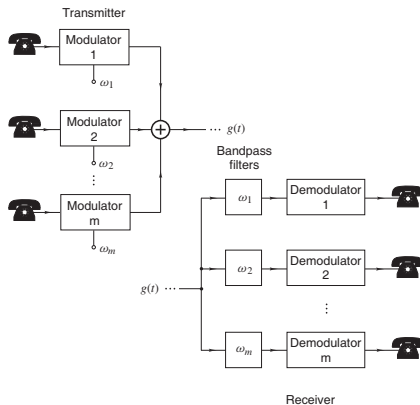 Transmitter
Modulator
1
ω₁
Modulator
2
ω₂
⋯ g(t)
⋮
Modulator
m
ωₘ
Bandpass
filters
ω₁
Demodulator
1
ω₂
Demodulator
2
g(t) ⋯
⋮
ωₘ
Demodulator
m
Receiver